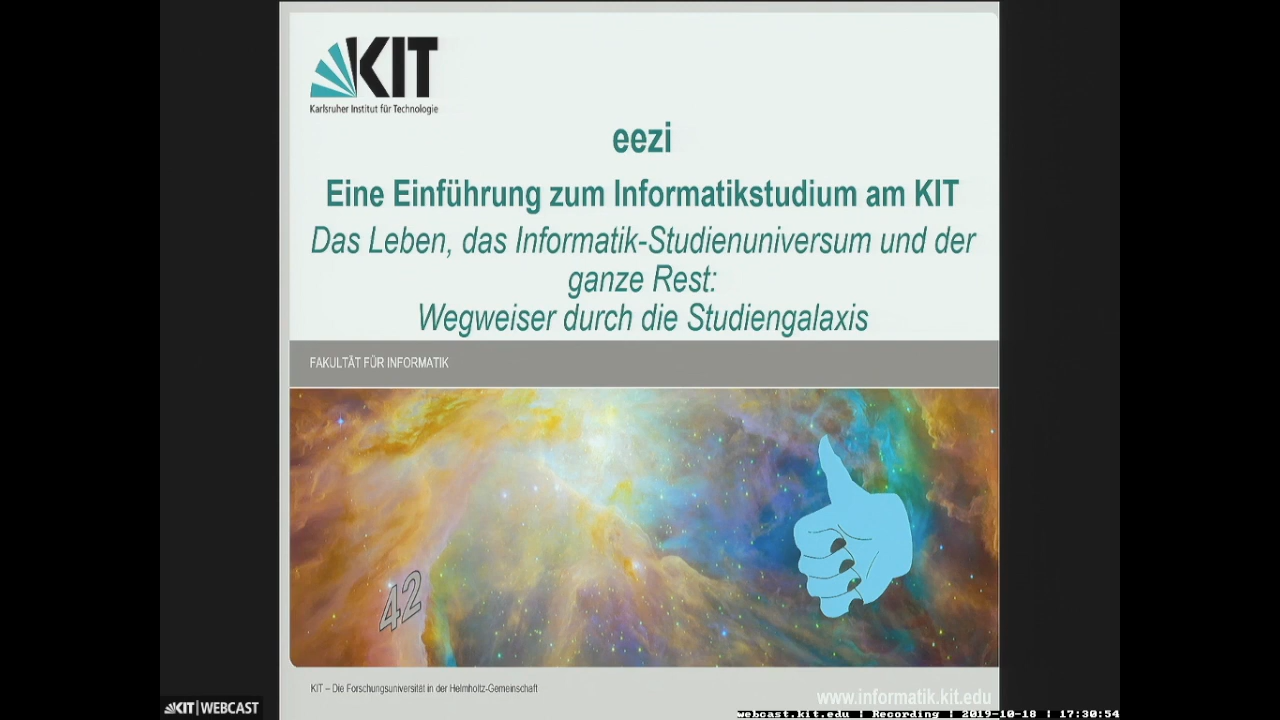 KIT
Karlsruher Institut für Technologie
eezi
Eine Einführung zum Informatikstudium am KIT
Das Leben, das Informatik-Studienuniversum und der
ganze Rest:
Wegweiser durch die Studiengalaxis
FAKULTÄT FÜR INFORMATIK
42
KIT – Die Forschungsuniversität in der Helmholtz-Gemeinschaft
www.informatik.kit.edu
KIT | WEBCAST
webcast.kit.edu | Recording | 2019-10-18 | 17:30:54